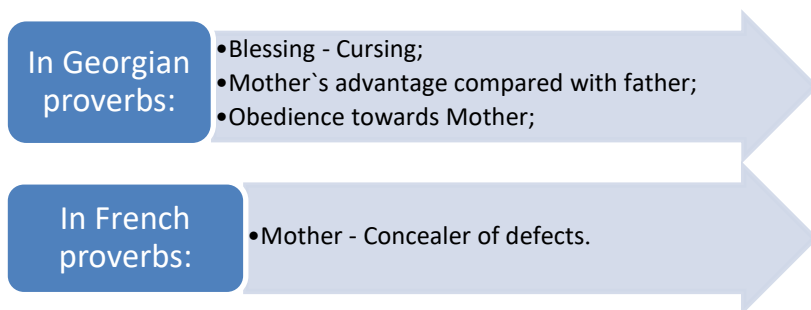 In Georgian
proverbs:
•Blessing - Cursing;
•Mother`s advantage compared with father;
•Obedience towards Mother;
In French
proverbs:
•Mother - Concealer of defects.